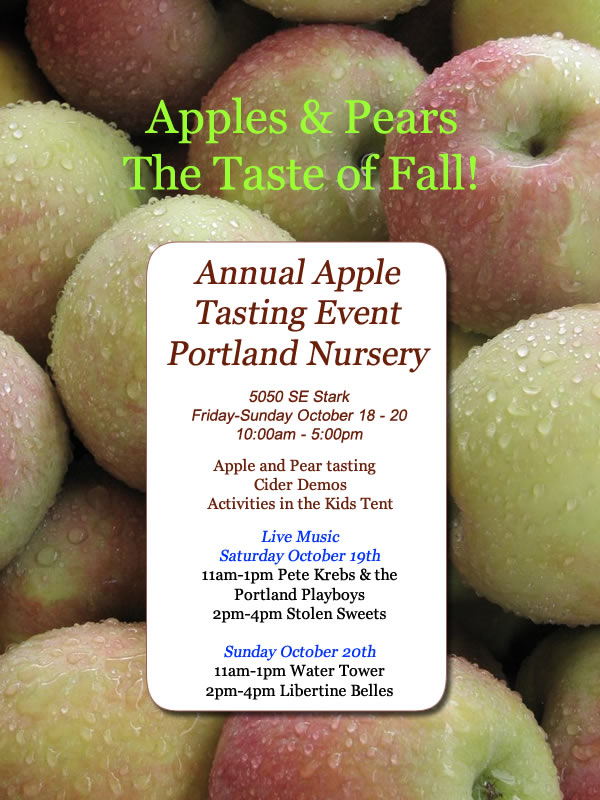 Apples & Pears
The Taste of Fall!
Annual Apple
Tasting Event
Portland Nursery
5050 SE Stark
Friday-Sunday October 18 - 20
10:00am - 5:00pm
Apple and Pear tasting
Cider Demos
Activities in the Kids Tent
Live Music
Saturday October 19th
11am-1pm Pete Krebs & the
Portland Playboys
2pm-4pm Stolen Sweets
Sunday October 20th
11am-1pm Water Tower
2pm-4pm Libertine Belles